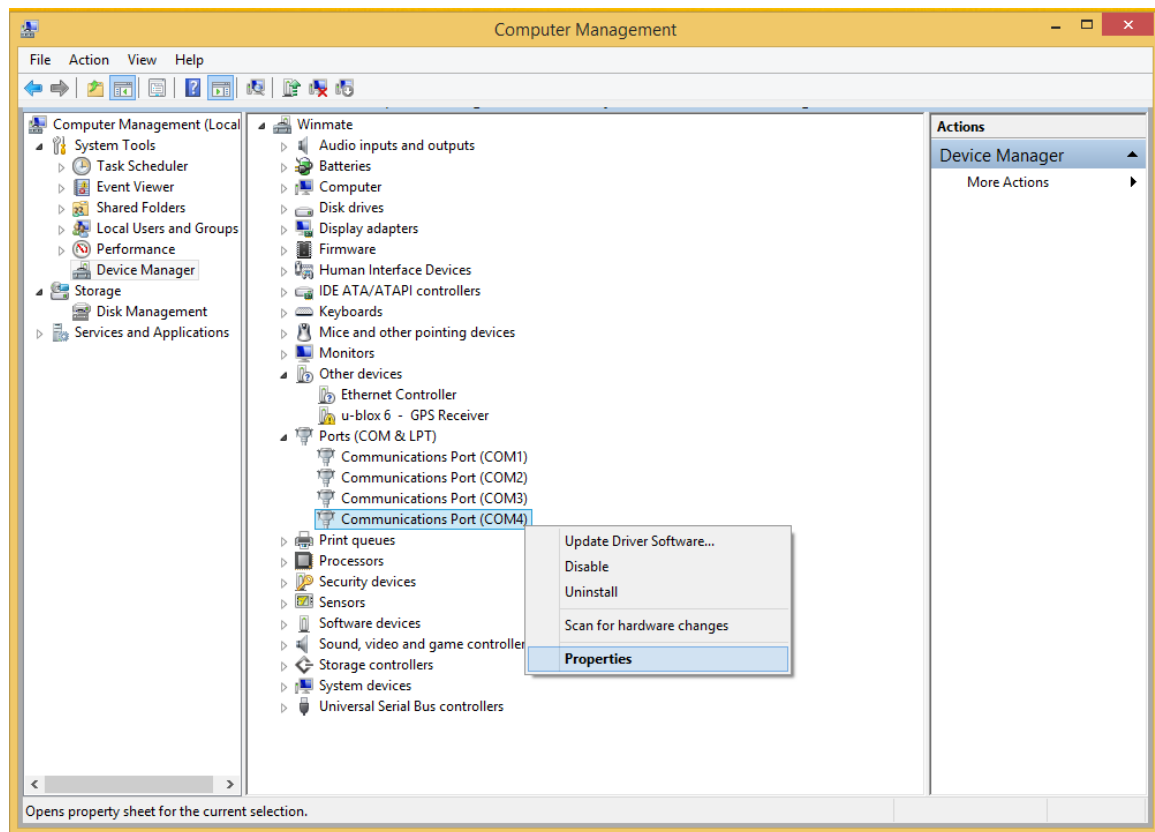 Computer Management
File Action View Help
Computer Management (Local
System Tools
Task Scheduler
Event Viewer
Shared Folders
Local Users and Groups
Performance
Device Manager
Storage
Disk Management
Services and Applications
Winmate
Audio inputs and outputs
Batteries
Computer
Disk drives
Display adapters
Firmware
Human Interface Devices
IDE ATA/ATAPI controllers
Keyboards
Mice and other pointing devices
Monitors
Other devices
Ethernet Controller
u-blox 6 - GPS Receiver
Ports (COM & LPT)
Communications Port (COM1)
Communications Port (COM2)
Communications Port (COM3)
Communications Port (COM4)
Print queues
Processors
Security devices
Sensors
Software devices
Sound, video and game controller
Storage controllers
System devices
Universal Serial Bus controllers
Update Driver Software...
Disable
Uninstall
Scan for hardware changes
Properties
Actions
Device Manager
More Actions
Opens property sheet for the current selection.